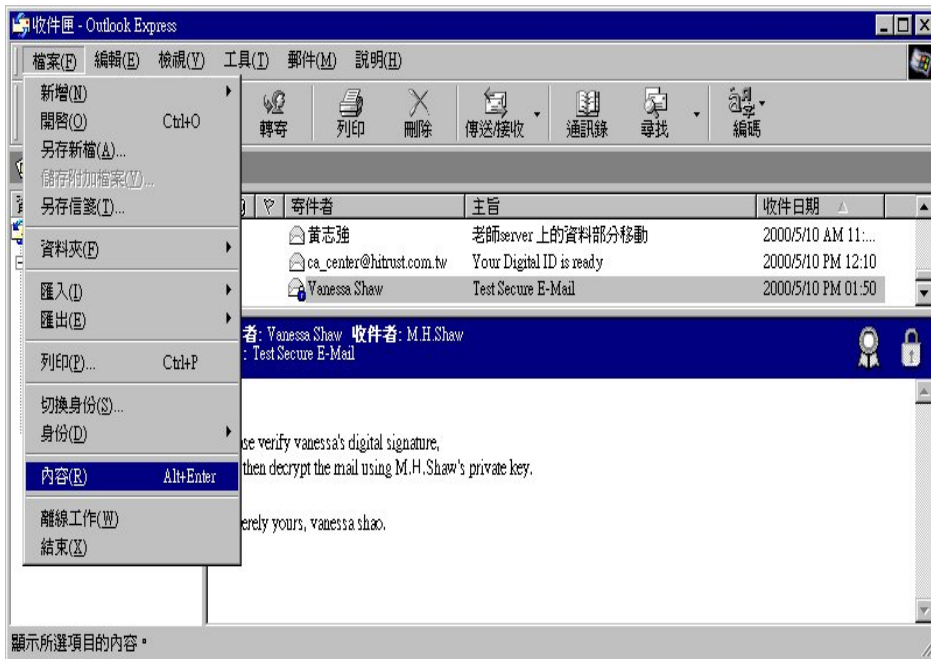 收件匣 - Outlook Express
檔案(F) 編輯(E) 檢視(V) 工具(T) 郵件(M) 說明(H)
新增(N)
開啓(O) Ctrl+O
另存新檔(A)...
儲存附加檔案(V)...
另存信箋(T)...
資料夾(F)
匯入(I)
匯出(E)
列印(P)... Ctrl+P
切換身份(S)...
身份(D)
內容(R) Alt+Enter
離線工作(W)
結束(X)
轉寄 列印 刪除 傳送/接收 通訊錄 尋找 編碼
寄件者 主旨 收件日期
黃志強 老師server 上的資料部分移動 2000/5/10 AM 11:...
ca_center@hitrust.com.tw Your Digital ID is ready 2000/5/10 PM 12:10
Vanessa Shaw Test Secure E-Mail 2000/5/10 PM 01:50
者: Vanessa Shaw 收件者: M.H.Shaw
: Test Secure E-Mail
se verify vanessa's digital signature,
then decrypt the mail using M.H.Shaw's private key.
erely yours, vanessa shao.
顯示所選項目的內容。